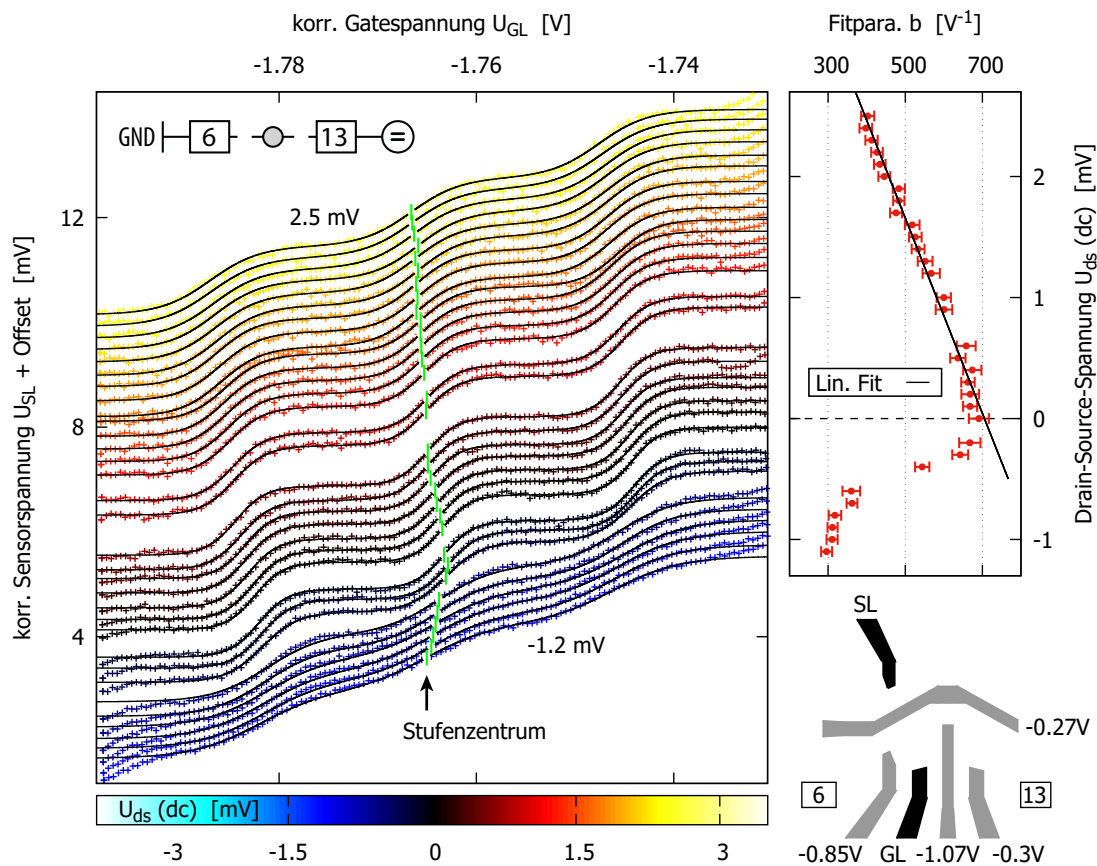 korr. Gatespannung U_GL [V]
Fitpara. b [V⁻¹]
-1.78 -1.76 -1.74
300 500 700
GND 6 13 =
2.5 mV
korr. Sensorspannung U_SL + Offset [mV]
12
8
4
-1.2 mV
Stufenzentrum
Lin. Fit
2
1
0
-1
Drain-Source-Spannung U_ds (dc) [mV]
U_ds (dc) [mV]
-3 -1.5 0 1.5 3
SL
-0.27V
6 13
-0.85V GL -1.07V -0.3V